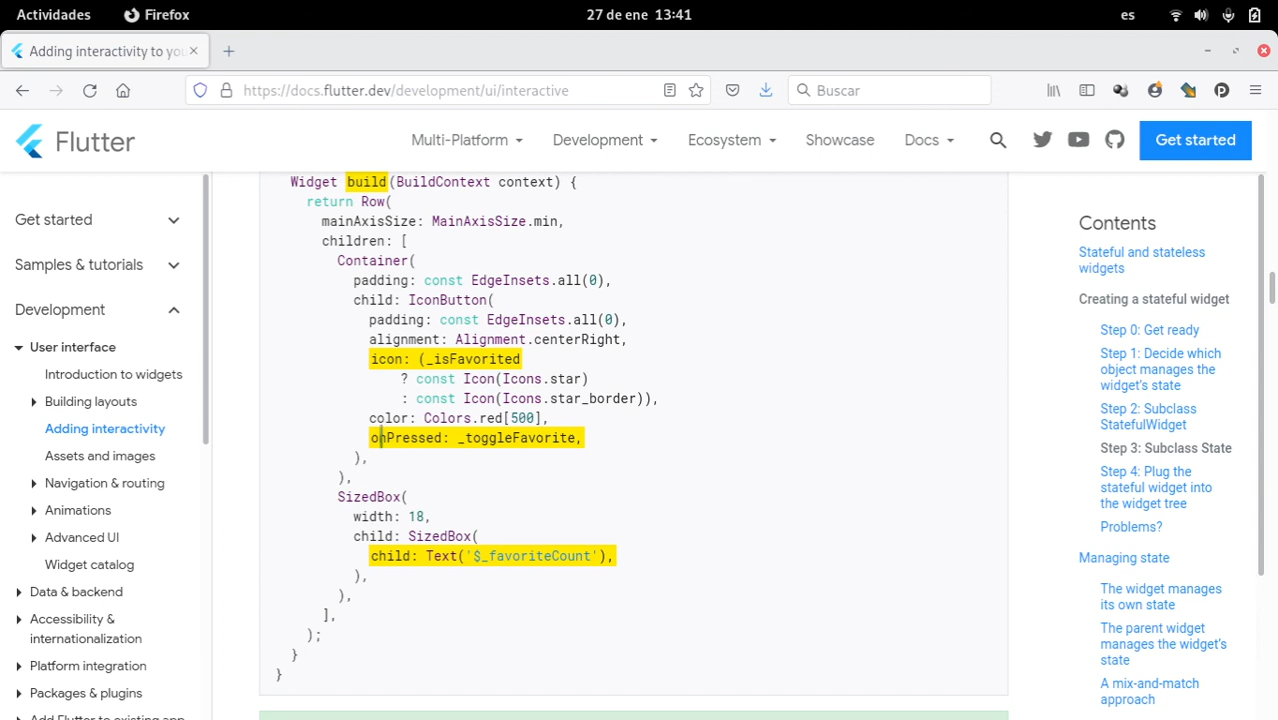 Actividades
Firefox
27 de ene 13:41
es
Adding interactivity to you
https://docs.flutter.dev/development/ui/interactive
Buscar
Flutter
Multi-Platform
Development
Ecosystem
Showcase
Docs
Get started
Get started
Samples & tutorials
Development
User interface
Introduction to widgets
Building layouts
Adding interactivity
Assets and images
Navigation & routing
Animations
Advanced UI
Widget catalog
Data & backend
Accessibility &
internationalization
Platform integration
Packages & plugins
Add Flutter to existing app
Widget build(BuildContext context) {
return Row(
mainAxisSize: MainAxisSize.min,
children: [
Container(
padding: const EdgeInsets.all(0),
child: IconButton(
padding: const EdgeInsets.all(0),
alignment: Alignment.centerRight,
icon: (_isFavorited
? const Icon(Icons.star)
: const Icon(Icons.star_border)),
color: Colors.red[500],
onPressed: _toggleFavorite,
),
),
SizedBox(
width: 18,
child: SizedBox(
child: Text('$_favoriteCount'),
),
),
],
);
}
}
Contents
Stateful and stateless
widgets
Creating a stateful widget
Step 0: Get ready
Step 1: Decide which
object manages the
widget's state
Step 2: Subclass
StatefulWidget
Step 3: Subclass State
Step 4: Plug the
stateful widget into
the widget tree
Problems?
Managing state
The widget manages
its own state
The parent widget
manages the widget's
state
A mix-and-match
approach